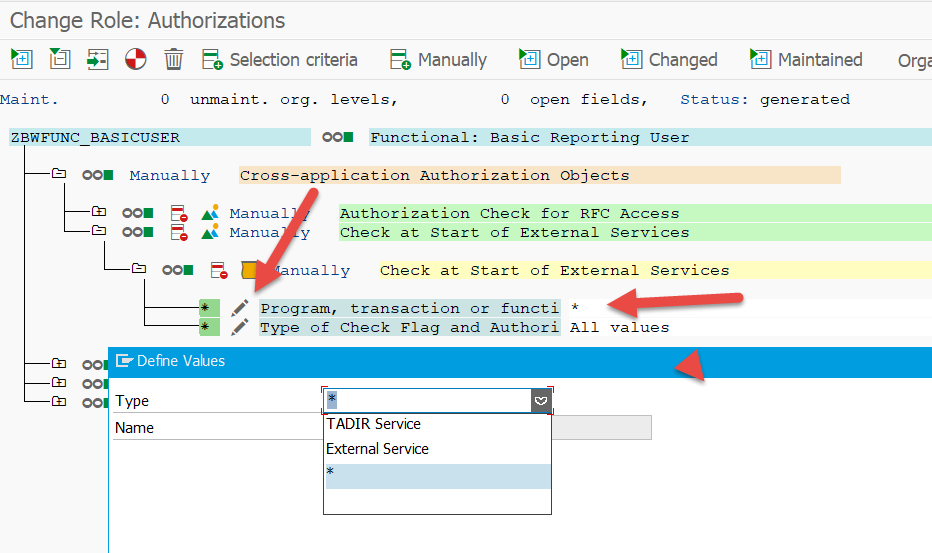 Change Role: Authorizations
Selection criteria Manually Open Changed Maintained Orga
Maint. 0 unmaint. org. levels, 0 open fields, Status: generated
ZBWFUNC_BASICUSER Functional: Basic Reporting User
Manually Cross-application Authorization Objects
Manually Authorization Check for RFC Access
Manually Check at Start of External Services
Manually Check at Start of External Services
* Program, transaction or functi *
* Type of Check Flag and Authori All values
Define Values
Type *
Name
TADIR Service
External Service
*